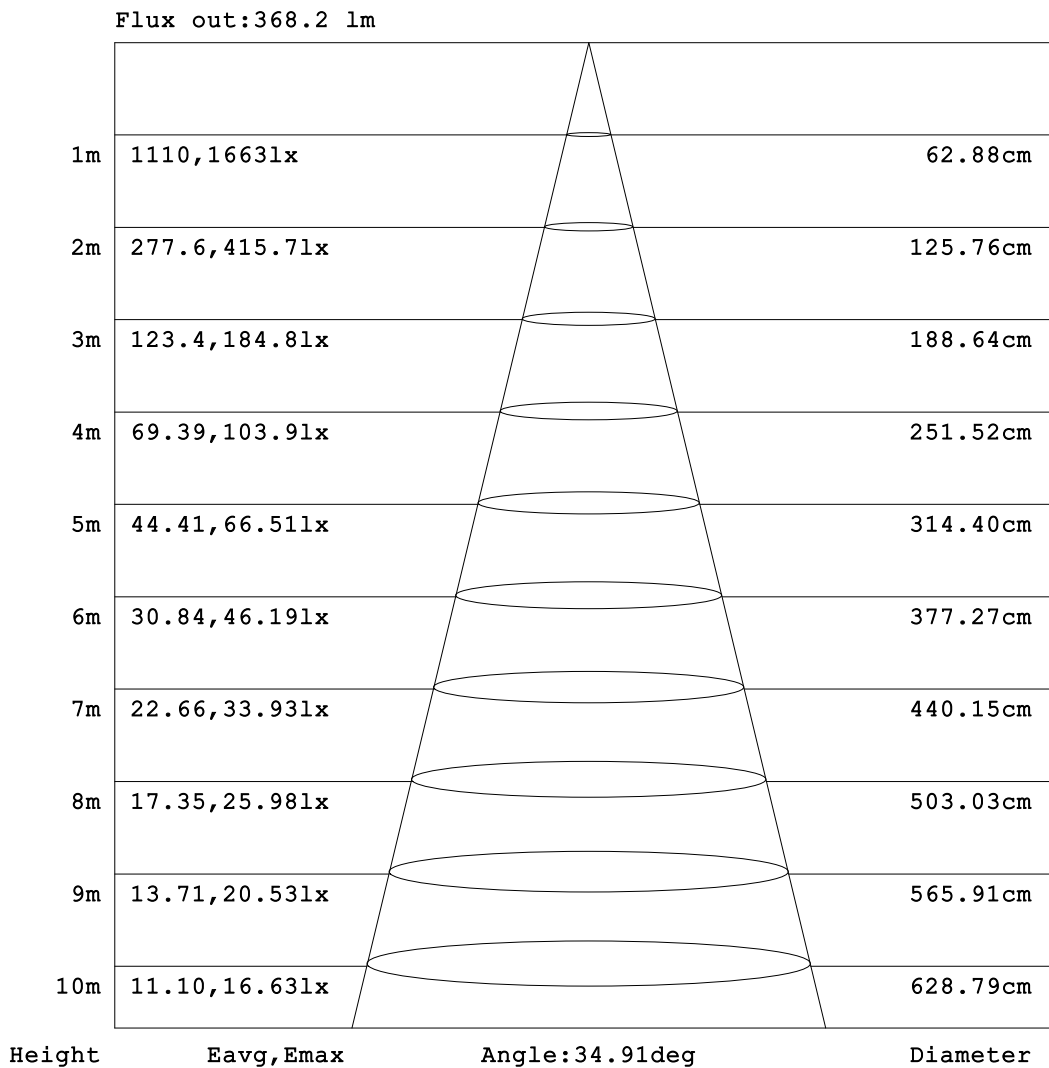 Flux out:368.2 lm
1m 1110,1663lx 62.88cm
2m 277.6,415.7lx 125.76cm
3m 123.4,184.8lx 188.64cm
4m 69.39,103.9lx 251.52cm
5m 44.41,66.51lx 314.40cm
6m 30.84,46.19lx 377.27cm
7m 22.66,33.93lx 440.15cm
8m 17.35,25.98lx 503.03cm
9m 13.71,20.53lx 565.91cm
10m 11.10,16.63lx 628.79cm
Height Eavg,Emax Angle:34.91deg Diameter